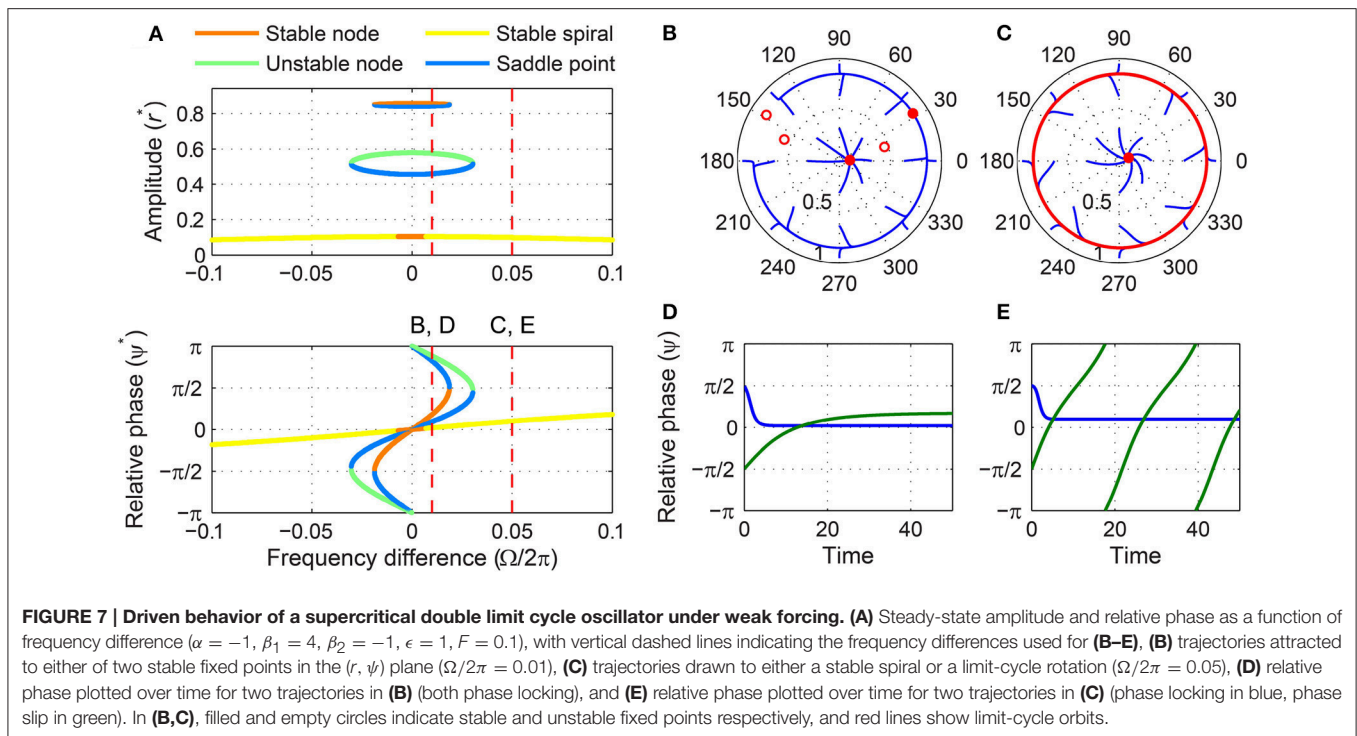 A
Stable node
Stable spiral
Unstable node
Saddle point
Amplitude (r*)
0.8
0.6
0.4
0.2
0
−0.1
−0.05
0
0.05
0.1
B, D
C, E
Relative phase (ψ*)
π
π/2
0
−π/2
−π
−0.1
−0.05
0
0.05
0.1
Frequency difference (Ω/2π)
B
90
60
30
0
330
300
270
240
210
180
150
120
0.5
1
C
90
60
30
0
330
300
270
240
210
180
150
120
0.5
1
D
Relative phase (ψ)
π
π/2
0
−π/2
−π
0
20
40
Time
E
π
π/2
0
−π/2
−π
0
20
40
Time
FIGURE 7 | Driven behavior of a supercritical double limit cycle oscillator under weak forcing. (A) Steady-state amplitude and relative phase as a function of
frequency difference (α = −1, β1 = 4, β2 = −1, ϵ = 1, F = 0.1), with vertical dashed lines indicating the frequency differences used for (B–E), (B) trajectories attracted
to either of two stable fixed points in the (r, ψ) plane (Ω/2π = 0.01), (C) trajectories drawn to either a stable spiral or a limit-cycle rotation (Ω/2π = 0.05), (D) relative
phase plotted over time for two trajectories in (B) (both phase locking), and (E) relative phase plotted over time for two trajectories in (C) (phase locking in blue, phase
slip in green). In (B,C), filled and empty circles indicate stable and unstable fixed points respectively, and red lines show limit-cycle orbits.